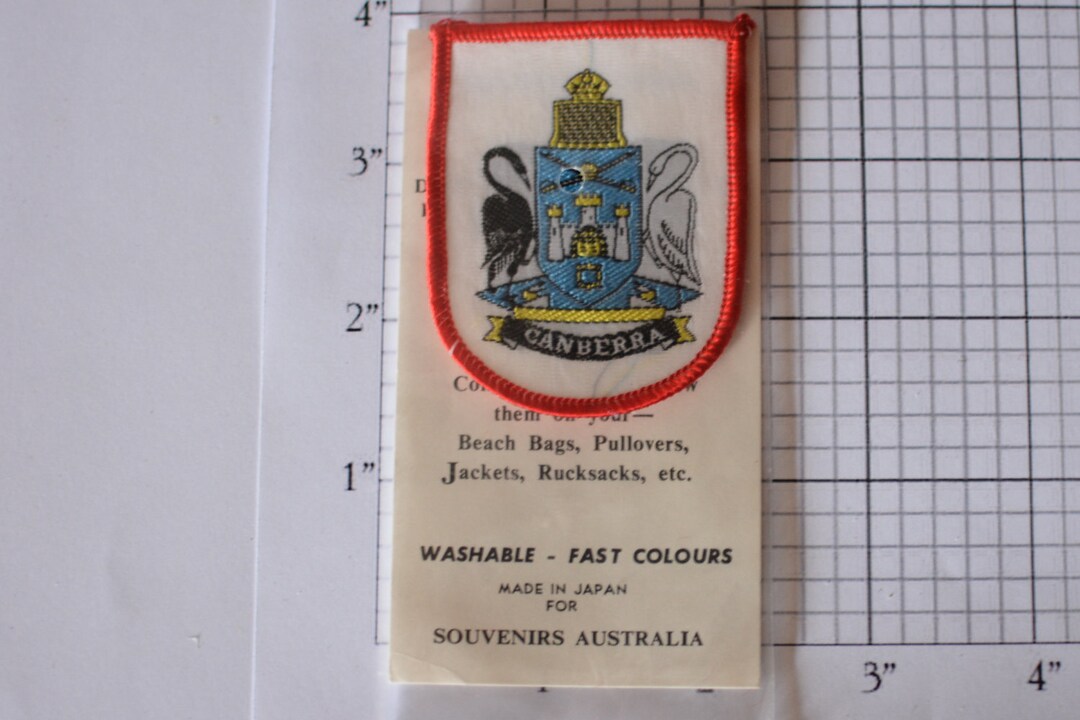 4"
3"
2"
1"
3"
4"
CANBERRA
them on your—
Beach Bags, Pullovers,
Jackets, Rucksacks, etc.
WASHABLE - FAST COLOURS
MADE IN JAPAN
FOR
SOUVENIRS AUSTRALIA